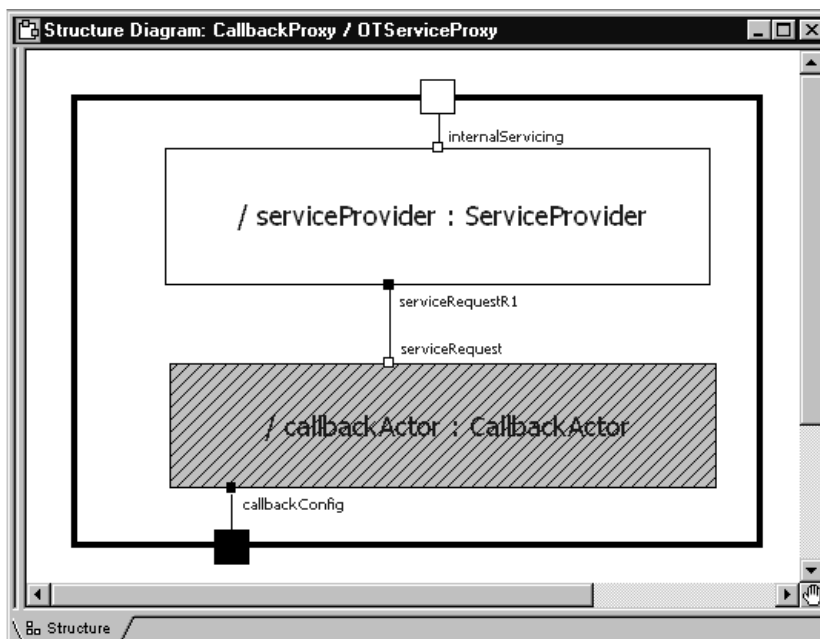 Structure Diagram: CallbackProxy / OTServiceProxy
internalServicing
/ serviceProvider : ServiceProvider
serviceRequestR1
serviceRequest
/ callbackActor : CallbackActor
callbackConfig
Structure